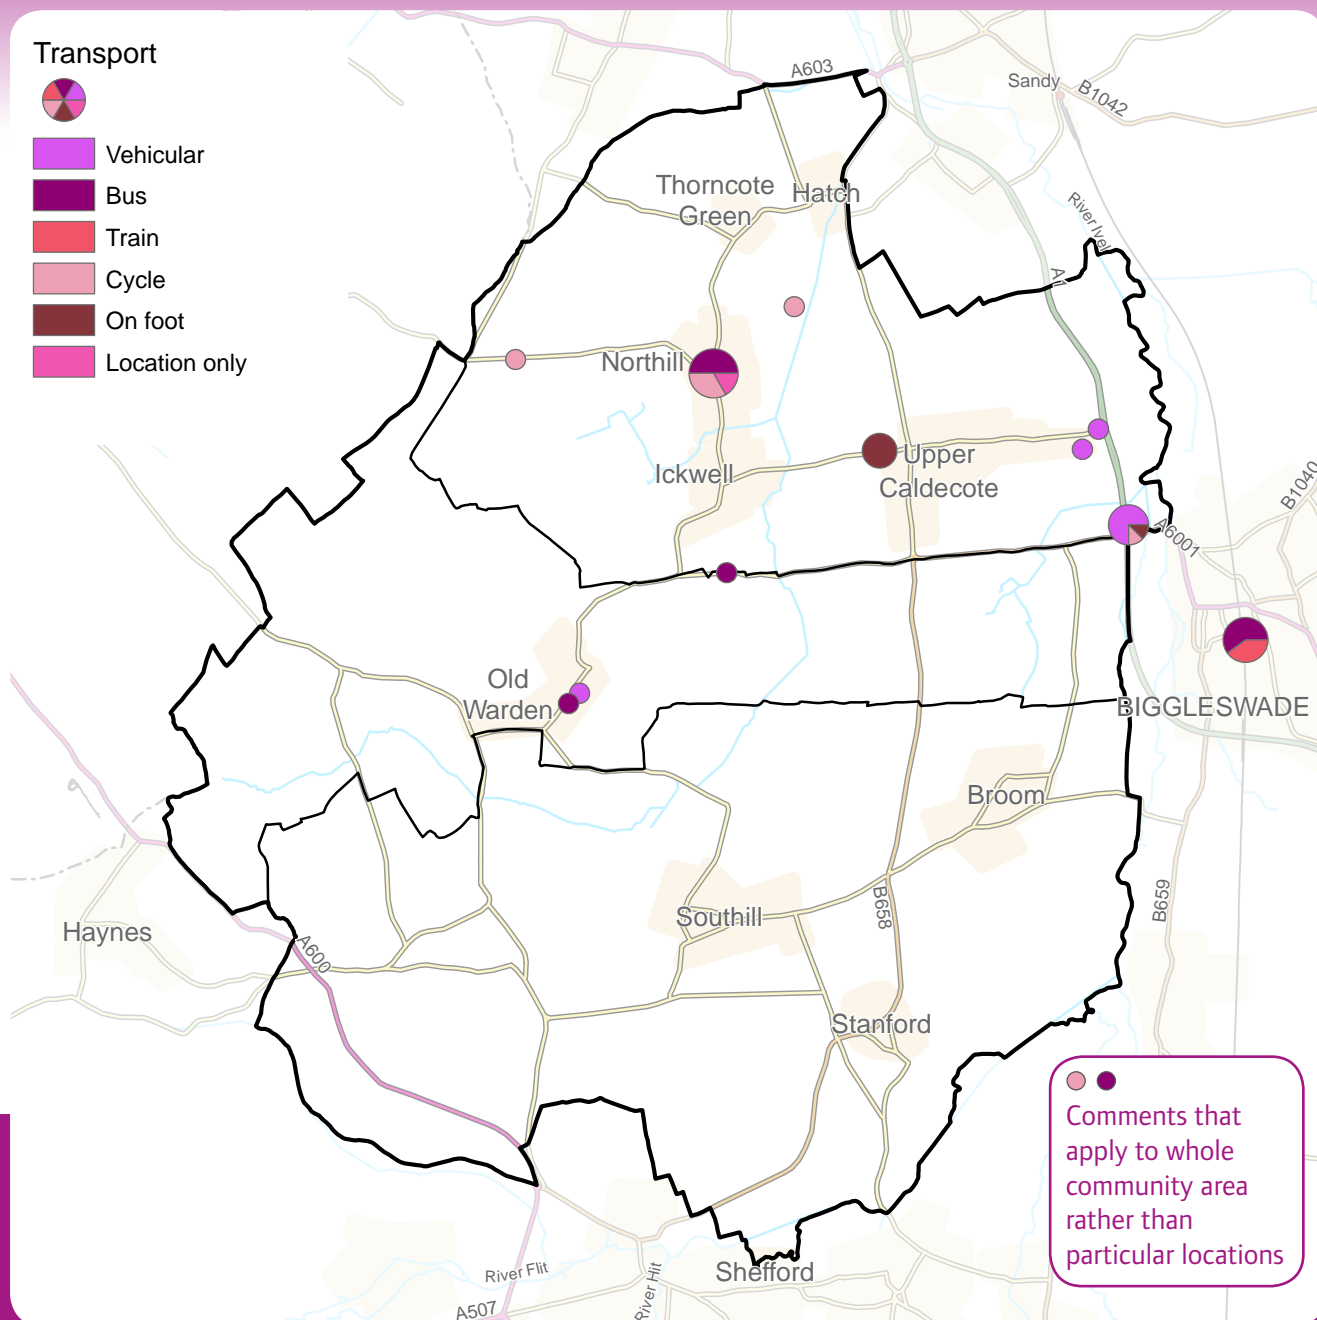 Transport
Vehicular
Bus
Train
Cycle
On foot
Location only
A603
Sandy
B1042
Thorncote
Green
Hatch
River Ivel
A1
Northill
Ickwell
Upper
Caldecote
B1040
A6001
Old
Warden
BIGGLESWADE
Broom
Southill
B658
B659
Haynes
A600
Stanford
Comments that
apply to whole
community area
rather than
particular locations
Shefford
River Flit
River Hit
A507